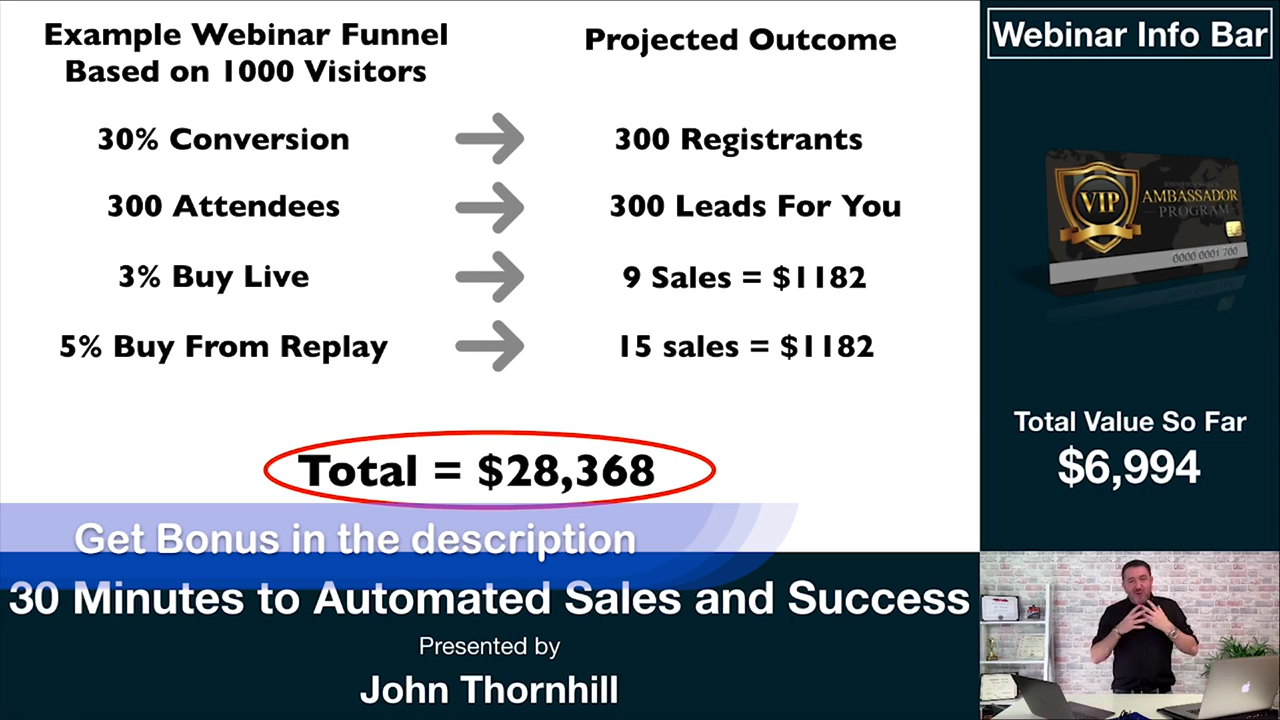 Example Webinar Funnel
Based on 1000 Visitors
Projected Outcome
30% Conversion
300 Registrants
300 Attendees
300 Leads For You
3% Buy Live
9 Sales = $1182
5% Buy From Replay
15 sales = $1182
Total = $28,368
Get Bonus in the description
30 Minutes to Automated Sales and Success
Presented by
John Thornhill
Webinar Info Bar
VIP
AMBASSADOR
PROGRAM
0000 0001 700
Total Value So Far
$6,994